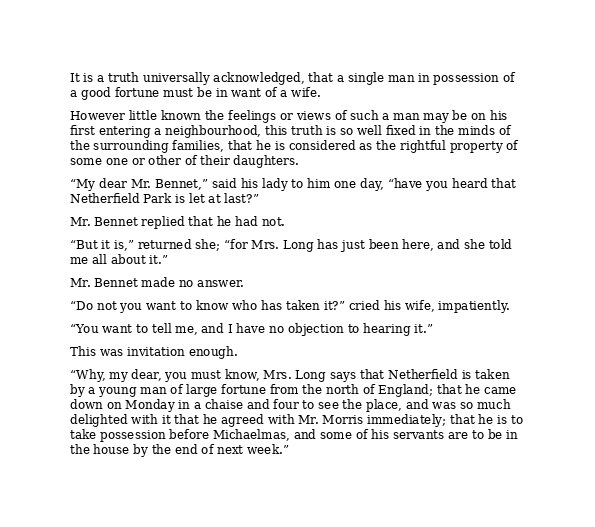 It is a truth universally acknowledged, that a single man in possession of
a good fortune must be in want of a wife.
However little known the feelings or views of such a man may be on his
first entering a neighbourhood, this truth is so well fixed in the minds of
the surrounding families, that he is considered as the rightful property of
some one or other of their daughters.
“My dear Mr. Bennet,” said his lady to him one day, “have you heard that
Netherfield Park is let at last?”
Mr. Bennet replied that he had not.
“But it is,” returned she; “for Mrs. Long has just been here, and she told
me all about it.”
Mr. Bennet made no answer.
“Do not you want to know who has taken it?” cried his wife, impatiently.
“You want to tell me, and I have no objection to hearing it.”
This was invitation enough.
“Why, my dear, you must know, Mrs. Long says that Netherfield is taken
by a young man of large fortune from the north of England; that he came
down on Monday in a chaise and four to see the place, and was so much
delighted with it that he agreed with Mr. Morris immediately; that he is to
take possession before Michaelmas, and some of his servants are to be in
the house by the end of next week.”